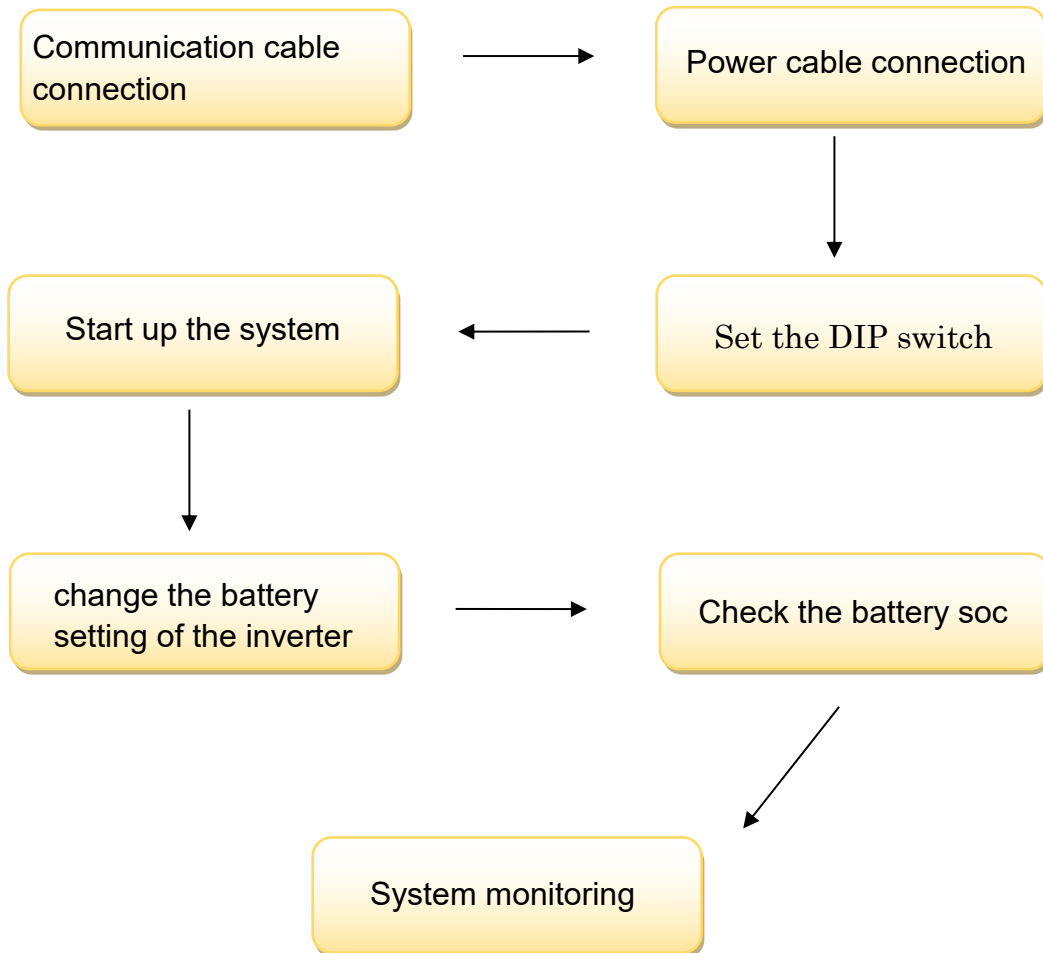 Communication cable
connection
Power cable connection
Set the DIP switch
Start up the system
change the battery
setting of the inverter
Check the battery soc
System monitoring